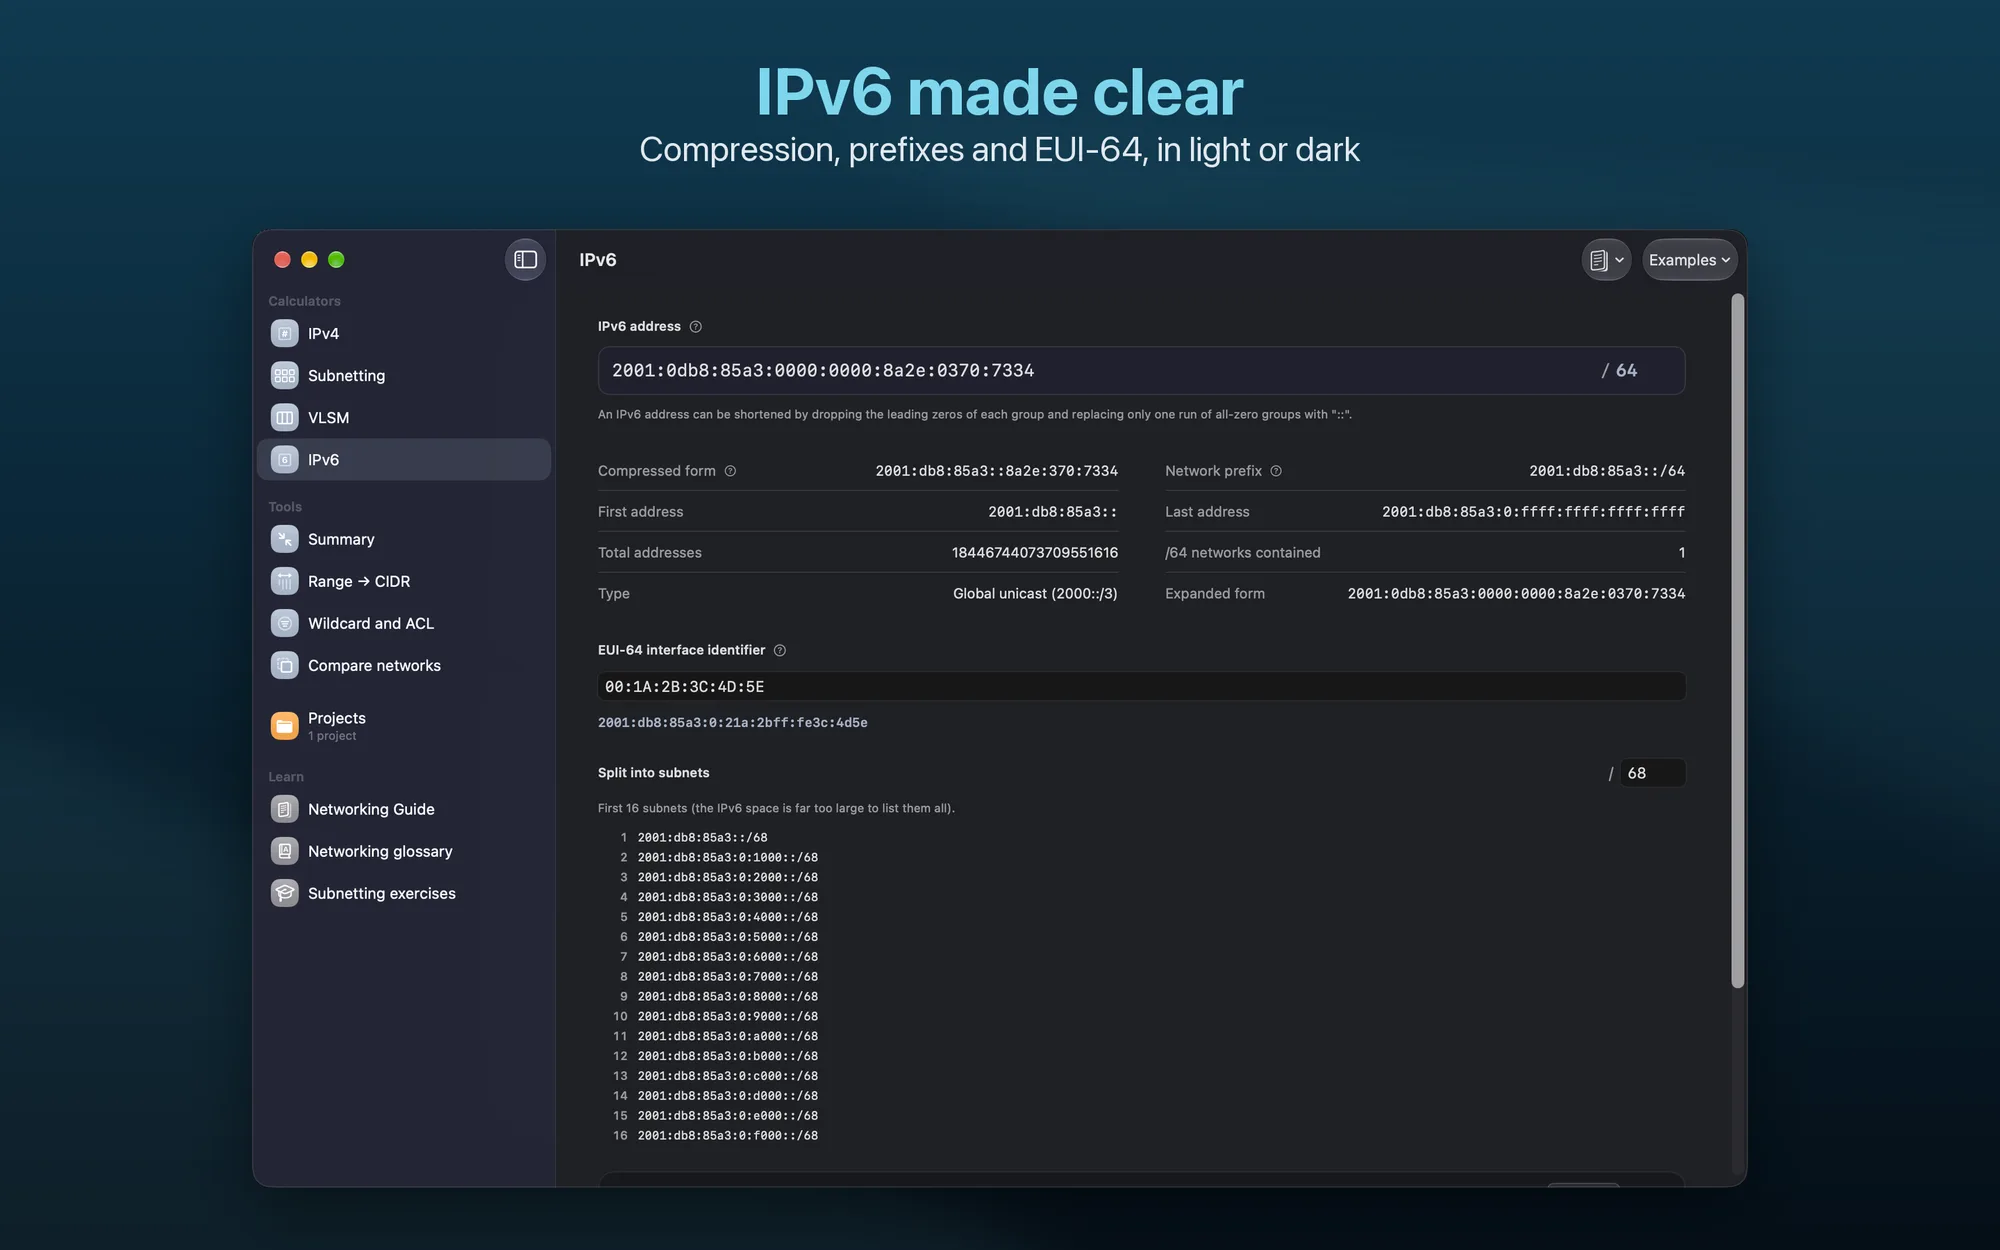 IPv6 made clear
Compression, prefixes and EUI-64, in light or dark
IPv6
Examples
Calculators
IPv4
Subnetting
VLSM
IPv6
Tools
Summary
Range → CIDR
Wildcard and ACL
Compare networks
Projects
1 project
Learn
Networking Guide
Networking glossary
Subnetting exercises
IPv6 address
2001:0db8:85a3:0000:0000:8a2e:0370:7334 / 64
An IPv6 address can be shortened by dropping the leading zeros of each group and replacing only one run of all-zero groups with "::".
Compressed form 2001:db8:85a3::8a2e:370:7334
Network prefix 2001:db8:85a3::/64
First address 2001:db8:85a3::
Last address 2001:db8:85a3:0:ffff:ffff:ffff:ffff
Total addresses 18446744073709551616
/64 networks contained 1
Type Global unicast (2000::/3)
Expanded form 2001:0db8:85a3:0000:0000:8a2e:0370:7334
EUI-64 interface identifier
00:1A:2B:3C:4D:5E
2001:db8:85a3:0:21a:2bff:fe3c:4d5e
Split into subnets / 68
First 16 subnets (the IPv6 space is far too large to list them all).
1 2001:db8:85a3::/68
2 2001:db8:85a3:0:1000::/68
3 2001:db8:85a3:0:2000::/68
4 2001:db8:85a3:0:3000::/68
5 2001:db8:85a3:0:4000::/68
6 2001:db8:85a3:0:5000::/68
7 2001:db8:85a3:0:6000::/68
8 2001:db8:85a3:0:7000::/68
9 2001:db8:85a3:0:8000::/68
10 2001:db8:85a3:0:9000::/68
11 2001:db8:85a3:0:a000::/68
12 2001:db8:85a3:0:b000::/68
13 2001:db8:85a3:0:c000::/68
14 2001:db8:85a3:0:d000::/68
15 2001:db8:85a3:0:e000::/68
16 2001:db8:85a3:0:f000::/68